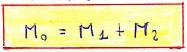 M₀ = M₁ + M₂